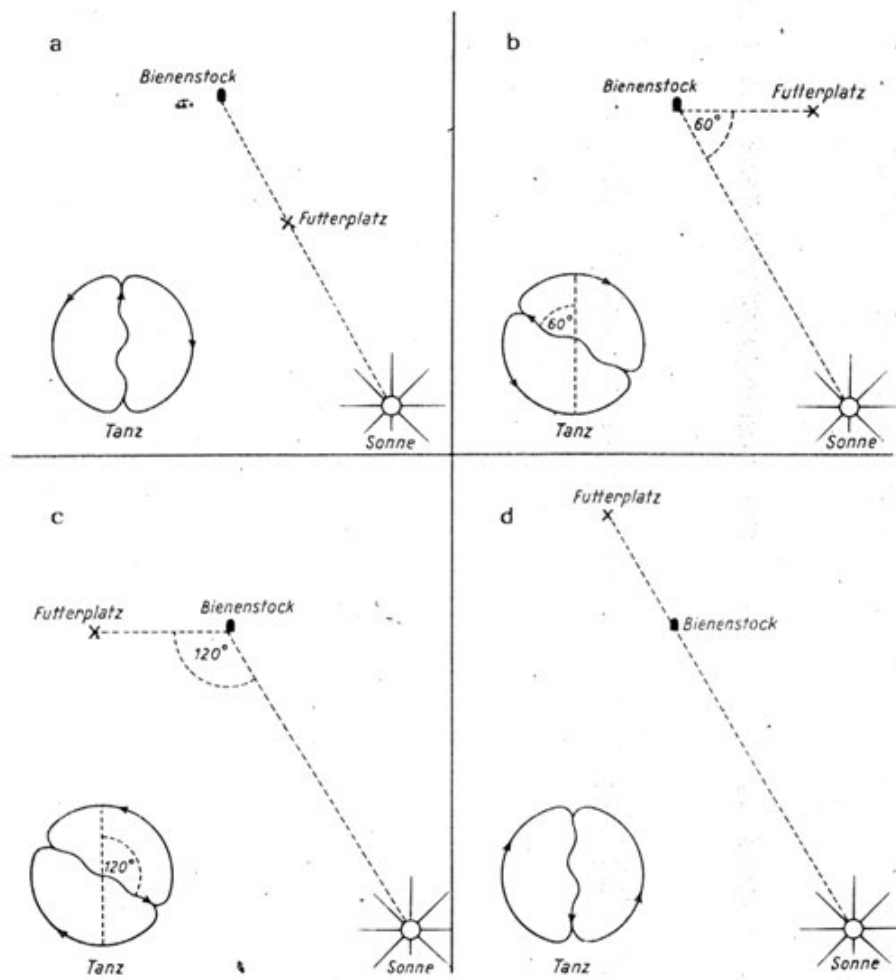 a
Bienenstock
Futterplatz
Tanz
Sonne
b
Bienenstock
Futterplatz
60°
60°
Tanz
Sonne
c
Futterplatz
Bienenstock
120°
120°
Tanz
Sonne
d
Futterplatz
Bienenstock
Tanz
Sonne